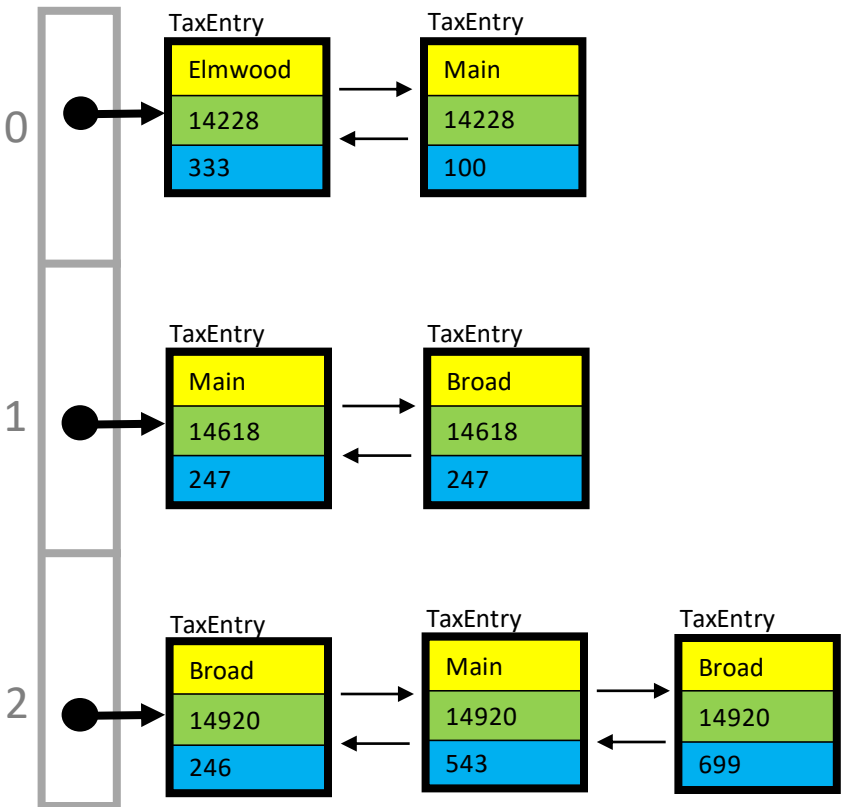 TaxEntry TaxEntry
Elmwood Main
0 14228 14228
333 100
TaxEntry TaxEntry
Main Broad
1 14618 14618
247 247
TaxEntry TaxEntry TaxEntry
Broad Main Broad
2 14920 14920 14920
246 543 699